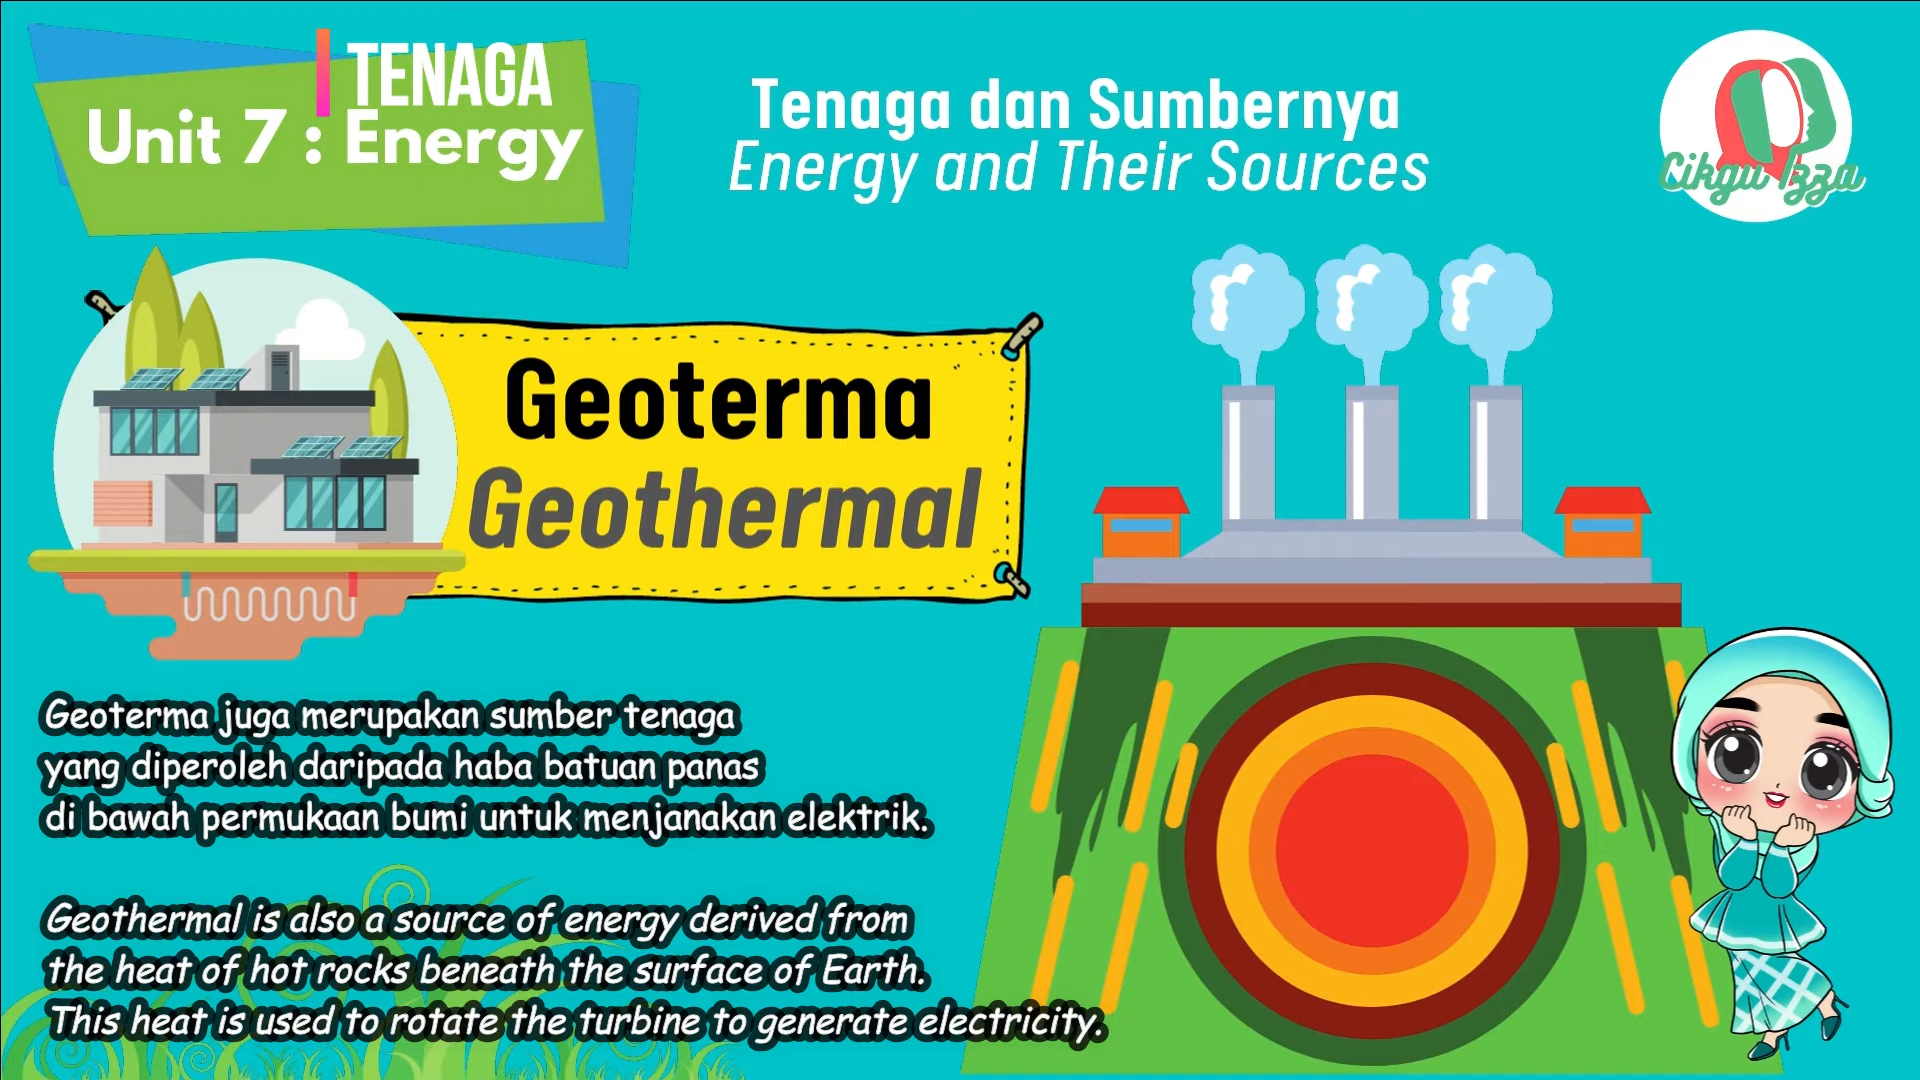 TENAGA
Unit 7 : Energy
Tenaga dan Sumbernya
Energy and Their Sources
Cikgu Izza
Geoterma
Geothermal
Geoterma juga merupakan sumber tenaga
yang diperoleh daripada haba batuan panas
di bawah permukaan bumi untuk menjanakan elektrik.
Geothermal is also a source of energy derived from
the heat of hot rocks beneath the surface of Earth.
This heat is used to rotate the turbine to generate electricity.